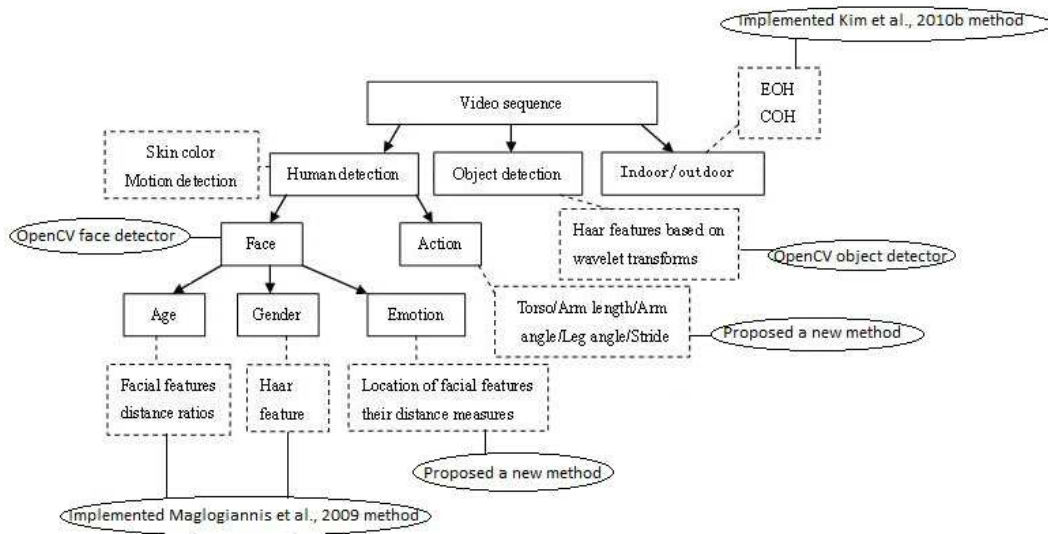 Implemented Kim et al., 2010b method
EOH
COH
Video sequence
Skin color
Motion detection
Human detection
Object detection
Indoor/outdoor
OpenCV face detector
Face
Action
Haar features based on
wavelet transforms
OpenCV object detector
Age
Gender
Emotion
Torso/Arm length/Arm
angle/Leg angle/Stride
Proposed a new method
Facial features
distance ratios
Haar
feature
Location of facial features
their distance measures
Proposed a new method
Implemented Maglogiannis et al., 2009 method